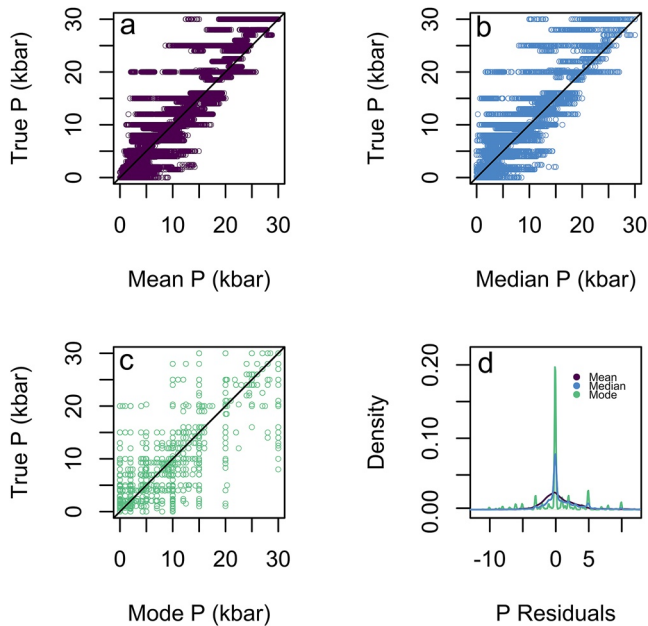 a
True P (kbar)
0 10 20 30
0 10 20 30
Mean P (kbar)
b
True P (kbar)
0 10 20 30
0 10 20 30
Median P (kbar)
c
True P (kbar)
0 10 20 30
0 10 20 30
Mode P (kbar)
d
Density
0.00 0.10 0.20
Mean
Median
Mode
-10 0 5
P Residuals